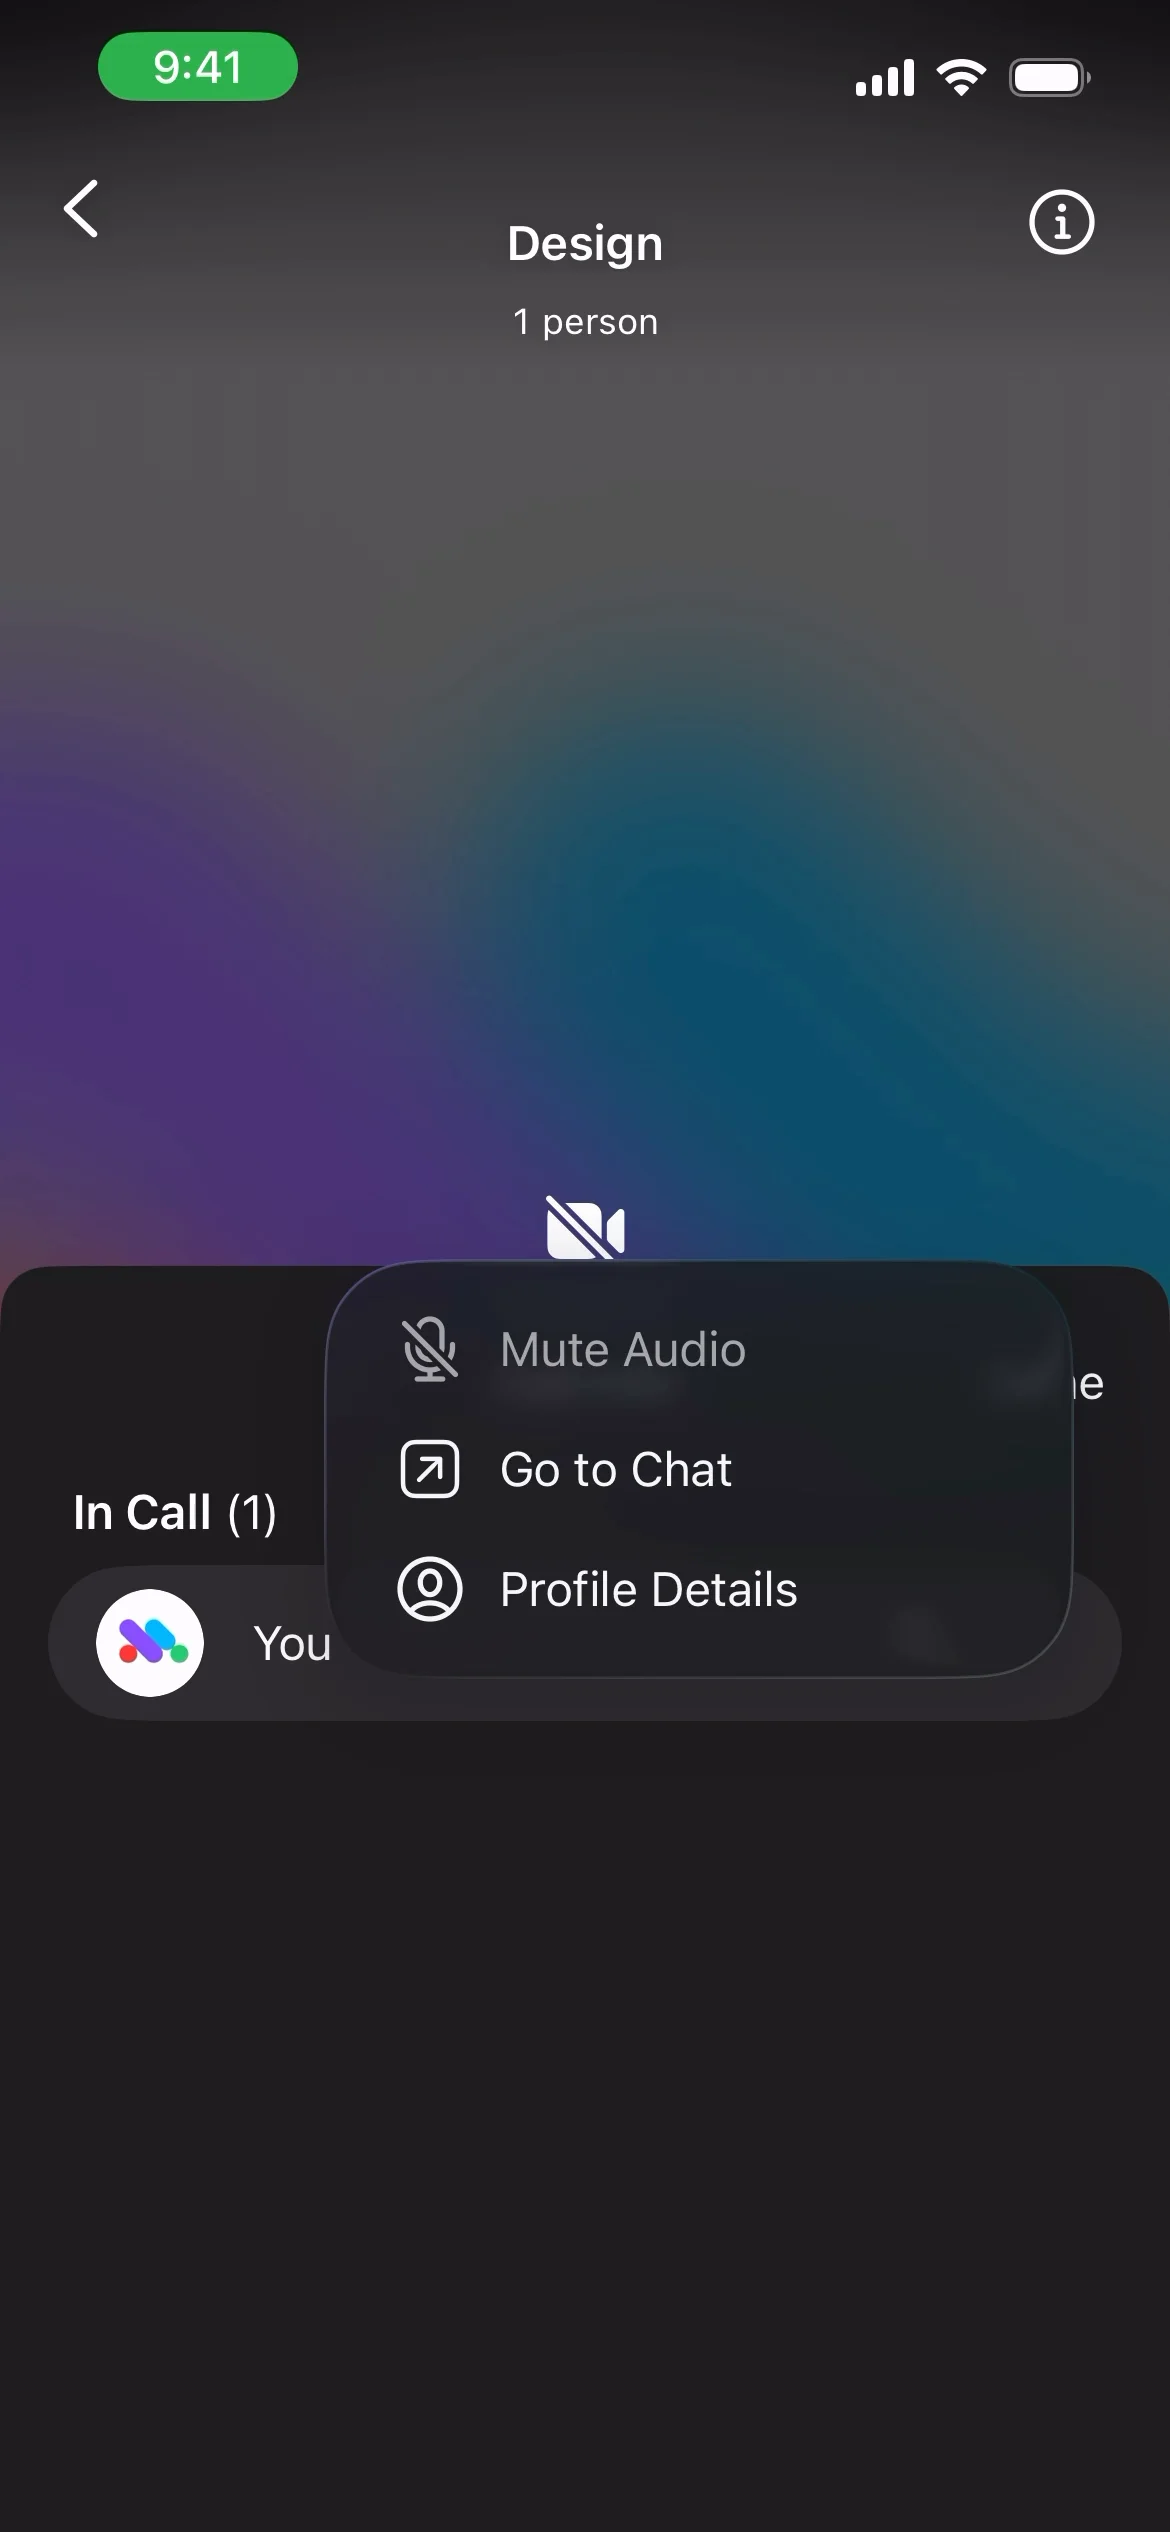 9:41
Design
1 person
Mute Audio
Go to Chat
In Call (1)
Profile Details
You